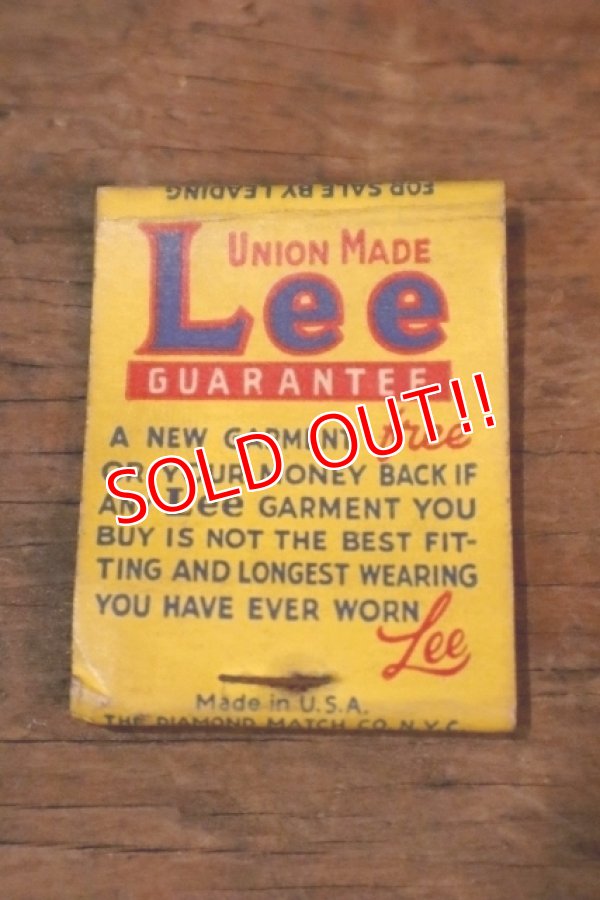 FOR SALE BY LEADING
UNION MADE
Lee
GUARANTEE
A NEW GARMENT free
OR YOUR MONEY BACK IF
ANY Lee GARMENT YOU
BUY IS NOT THE BEST FIT-
TING AND LONGEST WEARING
YOU HAVE EVER WORN
Lee
SOLD OUT!!
Made in U.S.A.
THE DIAMOND MATCH CO. N.Y.C.